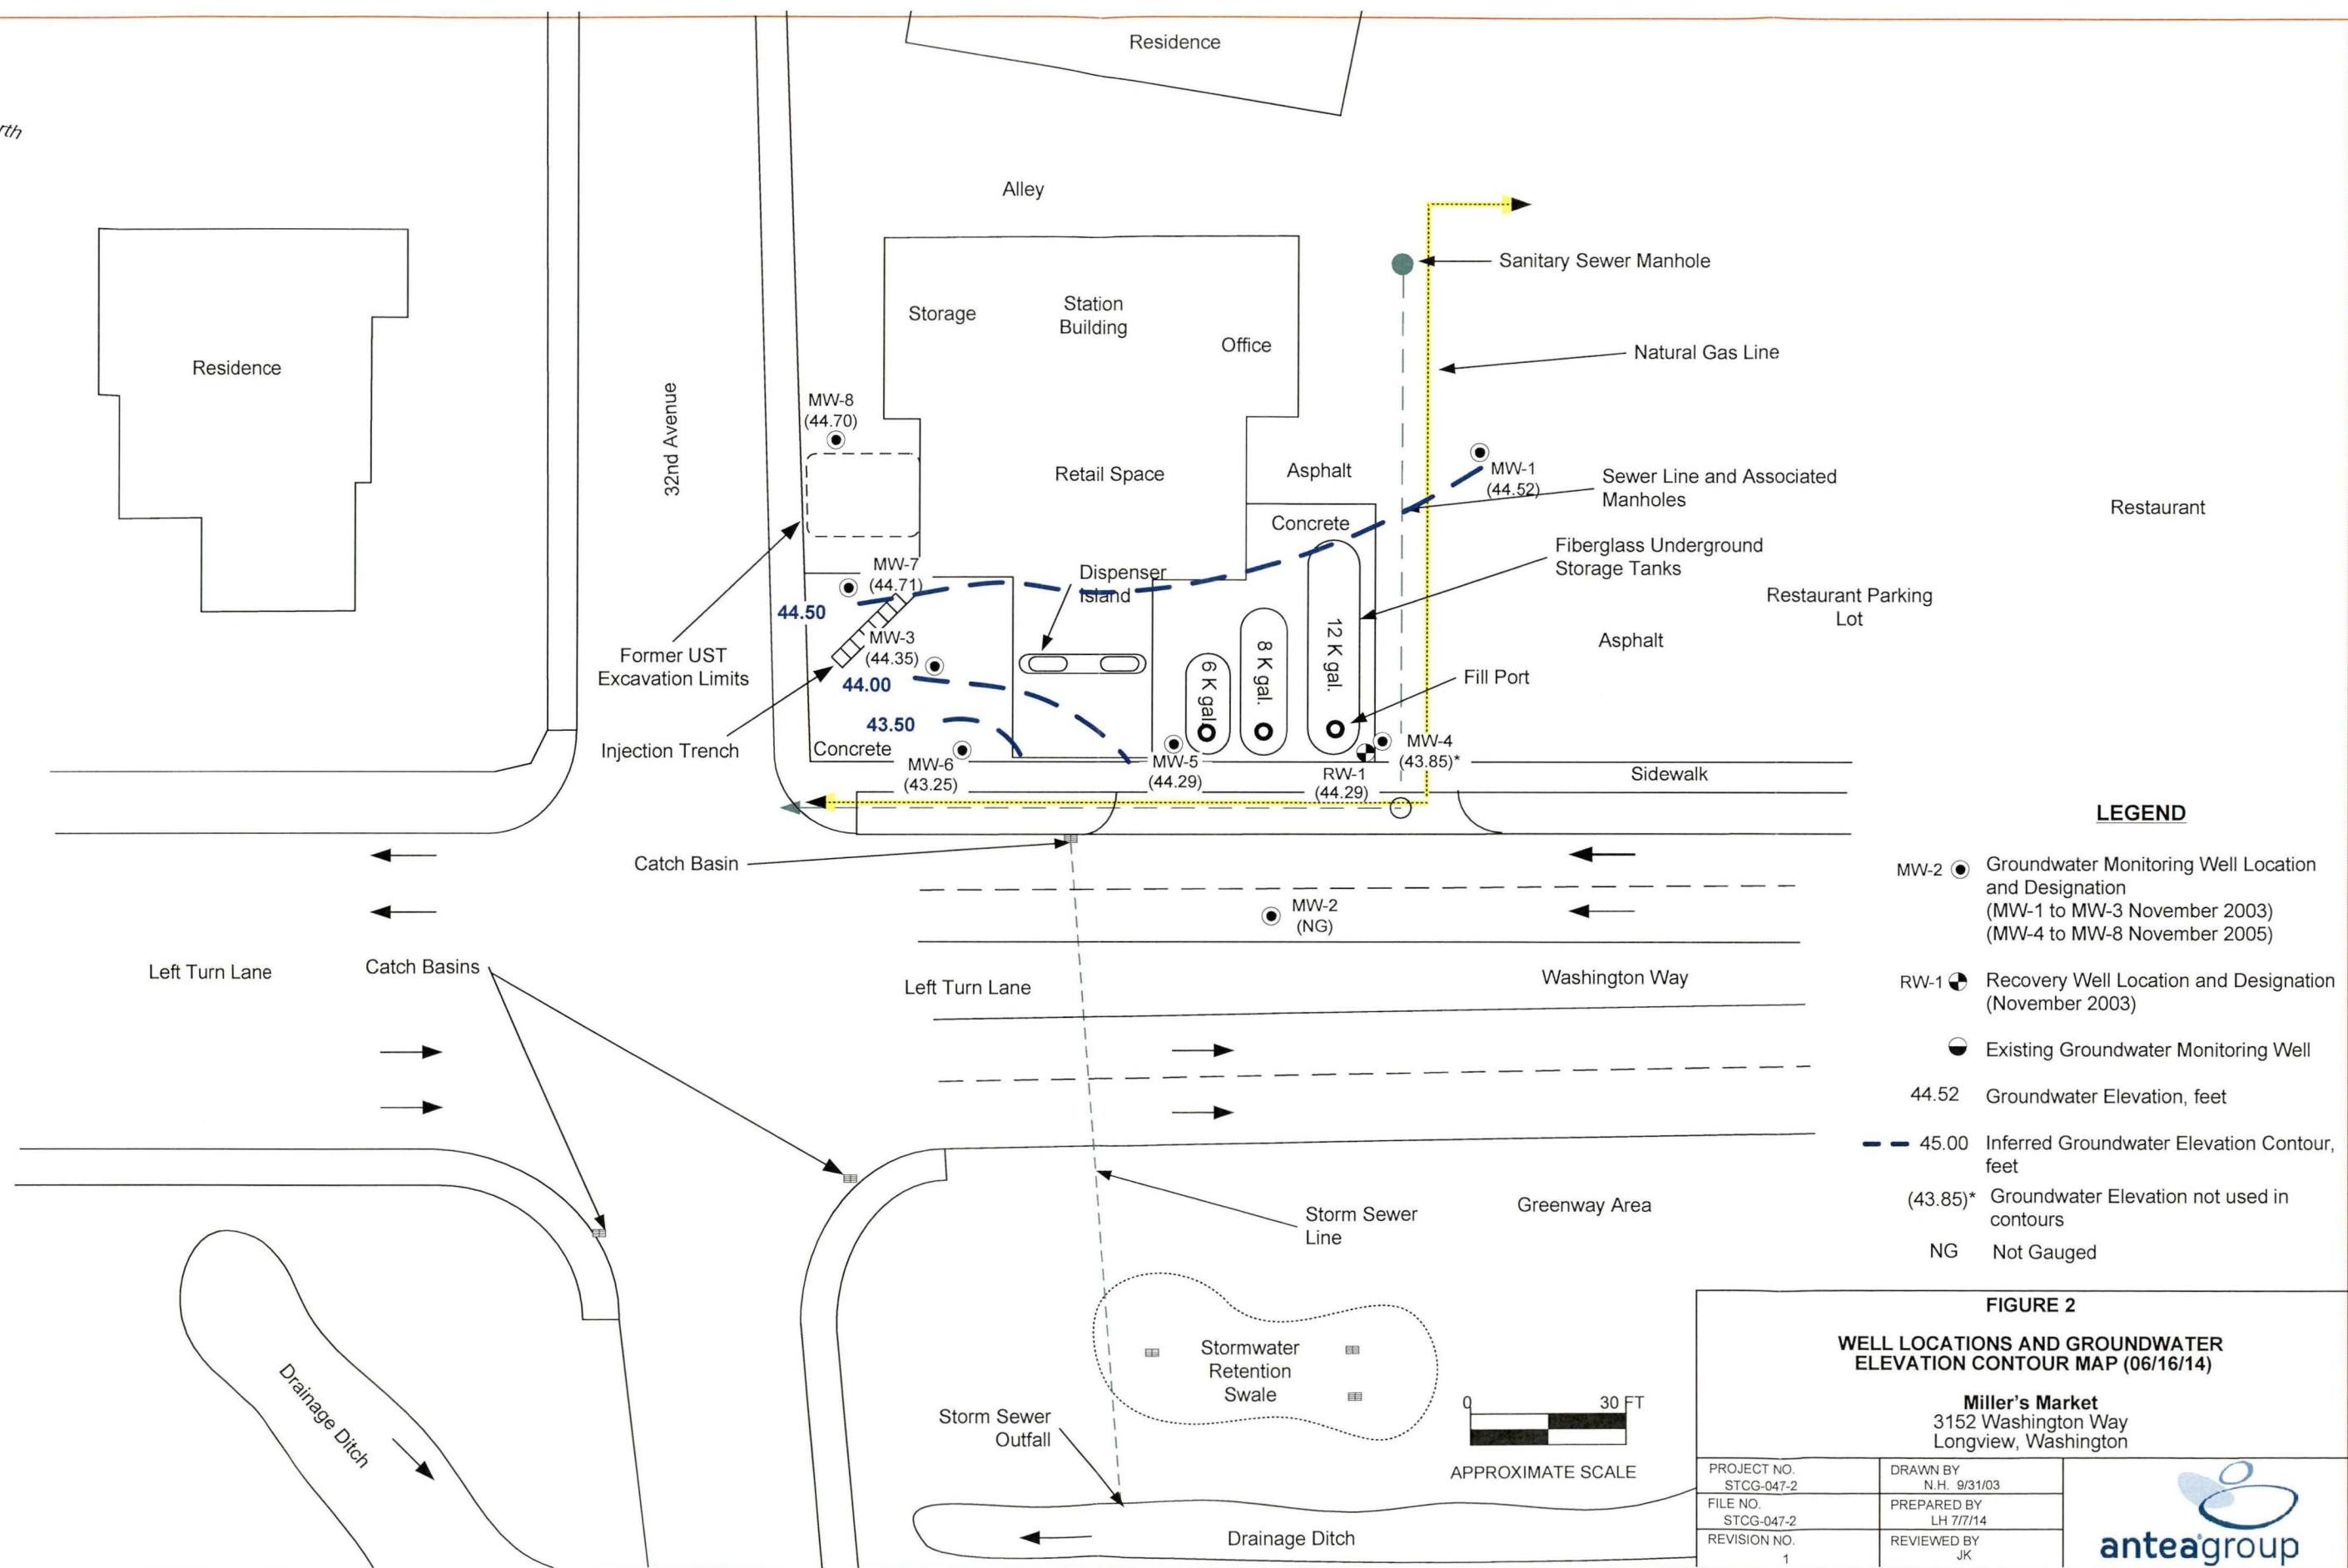 Residence
rth
Alley
Sanitary Sewer Manhole
Storage
Station
Building
Office
Natural Gas Line
Residence
32nd Avenue
MW-8
(44.70)
Retail Space
Asphalt
MW-1
(44.52)
Sewer Line and Associated
Manholes
Restaurant
Concrete
Fiberglass Underground
Storage Tanks
MW-7
(44.71)
Dispenser
Island
44.50
Restaurant Parking
Lot
Asphalt
MW-3
(44.35)
Former UST
Excavation Limits
44.00
6 K gal.
8 K gal.
12 K gal.
Fill Port
43.50
Injection Trench
Concrete
MW-6
(43.25)
MW-5
(44.29)
RW-1
(44.29)
MW-4
(43.85)*
Sidewalk
Catch Basin
MW-2
(NG)
Left Turn Lane
Catch Basins
Left Turn Lane
Washington Way
Storm Sewer
Line
Greenway Area
Drainage Ditch
Stormwater
Retention
Swale
Storm Sewer
Outfall
0 30 FT
APPROXIMATE SCALE
Drainage Ditch
LEGEND
MW-2 Groundwater Monitoring Well Location
and Designation
(MW-1 to MW-3 November 2003)
(MW-4 to MW-8 November 2005)
RW-1 Recovery Well Location and Designation
(November 2003)
Existing Groundwater Monitoring Well
44.52 Groundwater Elevation, feet
45.00 Inferred Groundwater Elevation Contour,
feet
(43.85)* Groundwater Elevation not used in
contours
NG Not Gauged
FIGURE 2
WELL LOCATIONS AND GROUNDWATER
ELEVATION CONTOUR MAP (06/16/14)
Miller's Market
3152 Washington Way
Longview, Washington
PROJECT NO.
STCG-047-2
DRAWN BY
N.H. 9/31/03
FILE NO.
STCG-047-2
PREPARED BY
LH 7/7/14
REVISION NO.
1
REVIEWED BY
JK
anteagroup